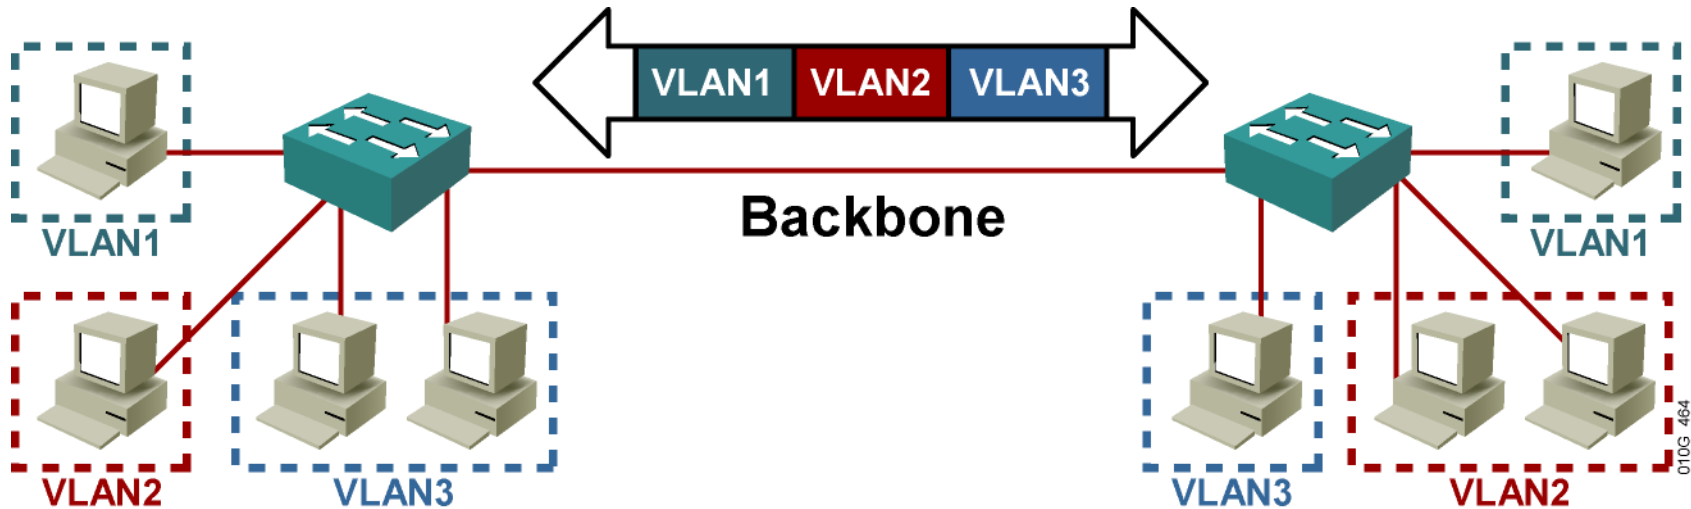 VLAN1 VLAN2 VLAN3
Backbone
VLAN1
VLAN1
VLAN2
VLAN3
VLAN3
VLAN2
010G 464